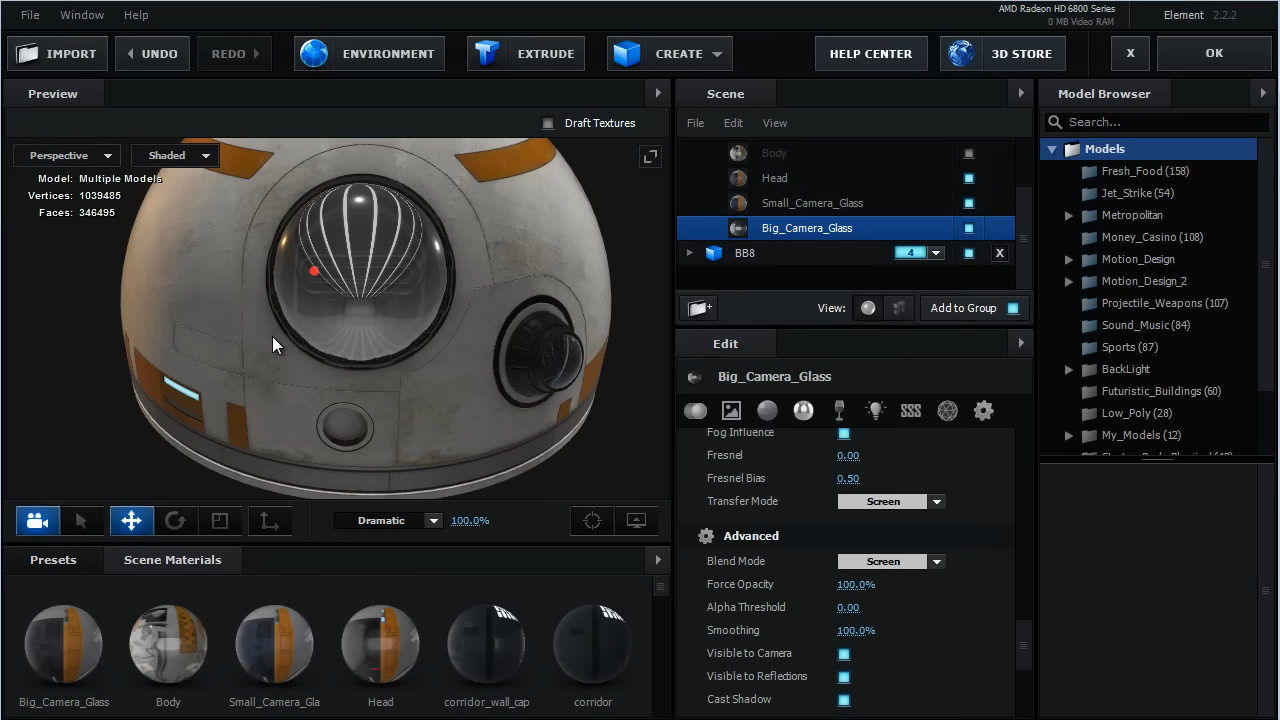 File Window Help
AMD Radeon HD 6800 Series
0 MB Video RAM
Element 2.2.2
IMPORT UNDO REDO ENVIRONMENT EXTRUDE CREATE HELP CENTER 3D STORE X OK
Preview
Draft Textures
Perspective Shaded
Model: Multiple Models
Vertices: 1039485
Faces: 346495
Dramatic 100.0%
Presets Scene Materials
Big_Camera_Glass Body Small_Camera_Gla Head corridor_wall_cap corridor
Scene
File Edit View
Body
Head
Small_Camera_Glass
Big_Camera_Glass
BB8 4 X
View: Add to Group
Edit
Big_Camera_Glass
SSS
Fog Influence
Fresnel 0.00
Fresnel Bias 0.50
Transfer Mode Screen
Advanced
Blend Mode Screen
Force Opacity 100.0%
Alpha Threshold 0.00
Smoothing 100.0%
Visible to Camera
Visible to Reflections
Cast Shadow
Model Browser
Search...
Models
Fresh_Food (158)
Jet_Strike (54)
Metropolitan
Money_Casino (108)
Motion_Design
Motion_Design_2
Projectile_Weapons (107)
Sound_Music (84)
Sports (87)
BackLight
Futuristic_Buildings (60)
Low_Poly (28)
My_Models (12)